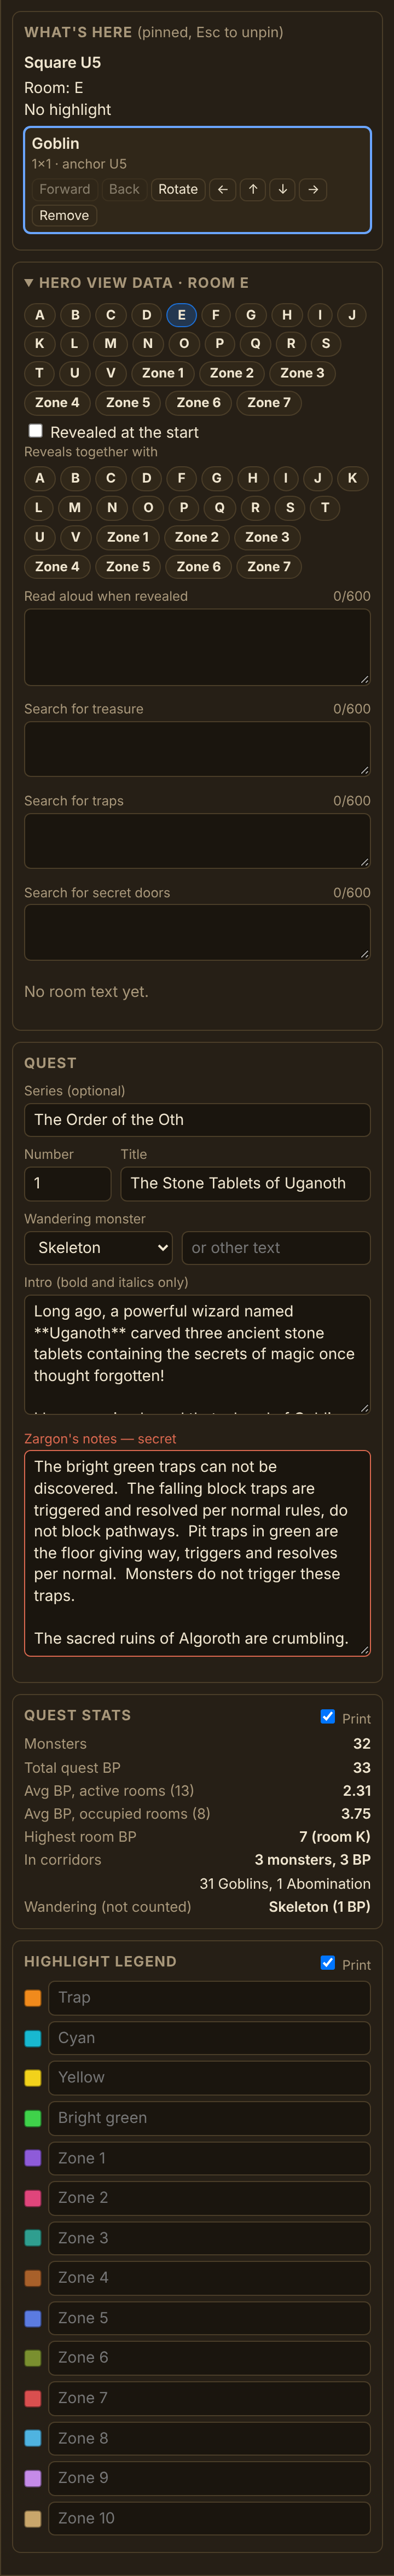 WHAT'S HERE (pinned, Esc to unpin)
Square U5
Room: E
No highlight
Goblin
1×1 · anchor U5
Forward Back Rotate ← ↑ ↓ →
Remove
▼ HERO VIEW DATA · ROOM E
A B C D E F G H I J
K L M N O P Q R S
T U V Zone 1 Zone 2 Zone 3
Zone 4 Zone 5 Zone 6 Zone 7
Revealed at the start
Reveals together with
A B C D F G H I J K
L M N O P Q R S T
U V Zone 1 Zone 2 Zone 3
Zone 4 Zone 5 Zone 6 Zone 7
Read aloud when revealed 0/600
Search for treasure 0/600
Search for traps 0/600
Search for secret doors 0/600
No room text yet.
QUEST
Series (optional)
The Order of the Oth
Number Title
1 The Stone Tablets of Uganoth
Wandering monster
Skeleton or other text
Intro (bold and italics only)
Long ago, a powerful wizard named
**Uganoth** carved three ancient stone
tablets containing the secrets of magic once
thought forgotten!
Zargon's notes — secret
The bright green traps can not be
discovered. The falling block traps are
triggered and resolved per normal rules, do
not block pathways. Pit traps in green are
the floor giving way, triggers and resolves
per normal. Monsters do not trigger these
traps.
The sacred ruins of Algoroth are crumbling.
QUEST STATS Print
Monsters 32
Total quest BP 33
Avg BP, active rooms (13) 2.31
Avg BP, occupied rooms (8) 3.75
Highest room BP 7 (room K)
In corridors 3 monsters, 3 BP
31 Goblins, 1 Abomination
Wandering (not counted) Skeleton (1 BP)
HIGHLIGHT LEGEND Print
Trap
Cyan
Yellow
Bright green
Zone 1
Zone 2
Zone 3
Zone 4
Zone 5
Zone 6
Zone 7
Zone 8
Zone 9
Zone 10